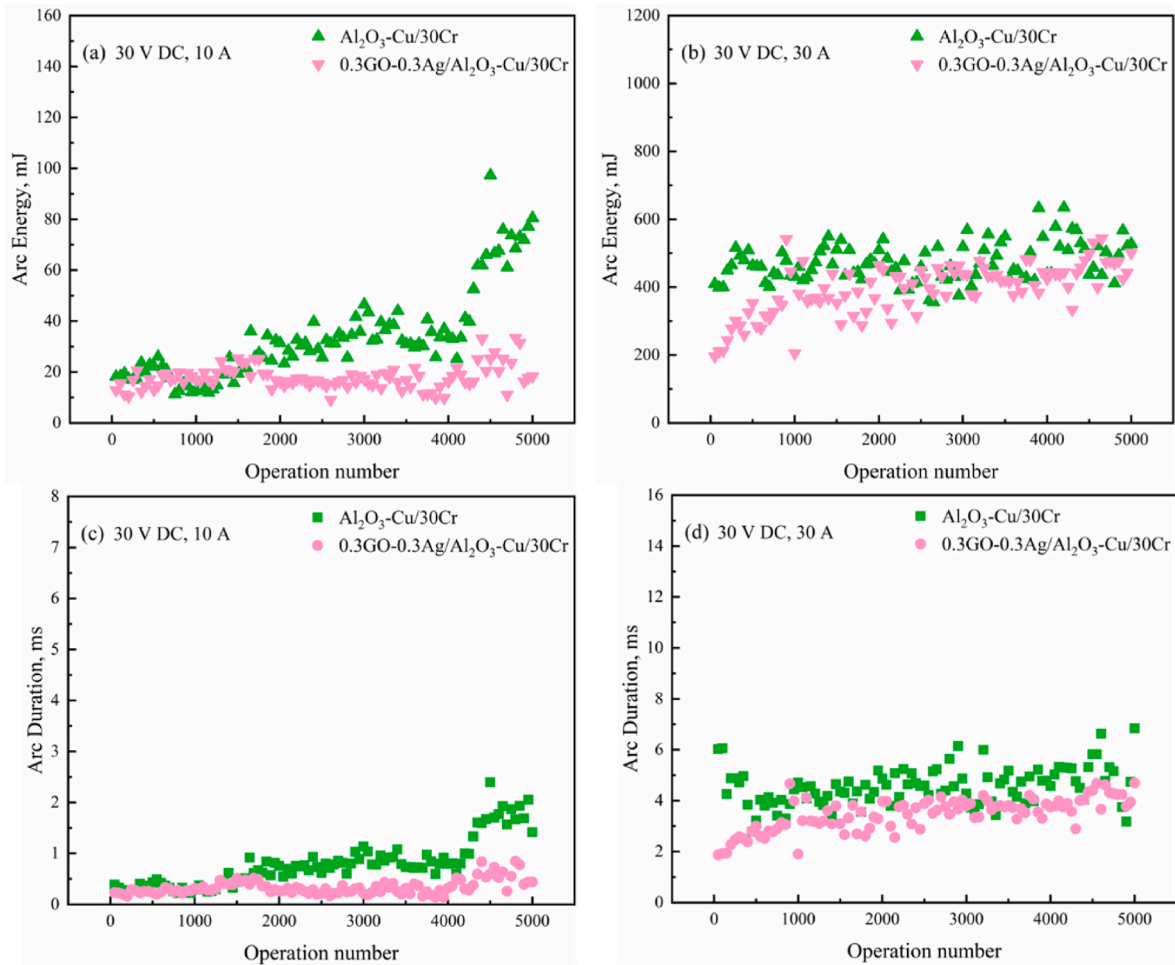 (a) 30 V DC, 10 A
Al₂O₃-Cu/30Cr
0.3GO-0.3Ag/Al₂O₃-Cu/30Cr
Arc Energy, mJ
160
140
120
100
80
60
40
20
0
0 1000 2000 3000 4000 5000
Operation number
(b) 30 V DC, 30 A
Al₂O₃-Cu/30Cr
0.3GO-0.3Ag/Al₂O₃-Cu/30Cr
Arc Energy, mJ
1200
1000
800
600
400
200
0
0 1000 2000 3000 4000 5000
Operation number
(c) 30 V DC, 10 A
Al₂O₃-Cu/30Cr
0.3GO-0.3Ag/Al₂O₃-Cu/30Cr
Arc Duration, ms
8
7
6
5
4
3
2
1
0
0 1000 2000 3000 4000 5000
Operation number
(d) 30 V DC, 30 A
Al₂O₃-Cu/30Cr
0.3GO-0.3Ag/Al₂O₃-Cu/30Cr
Arc Duration, ms
16
14
12
10
8
6
4
2
0
0 1000 2000 3000 4000 5000
Operation number